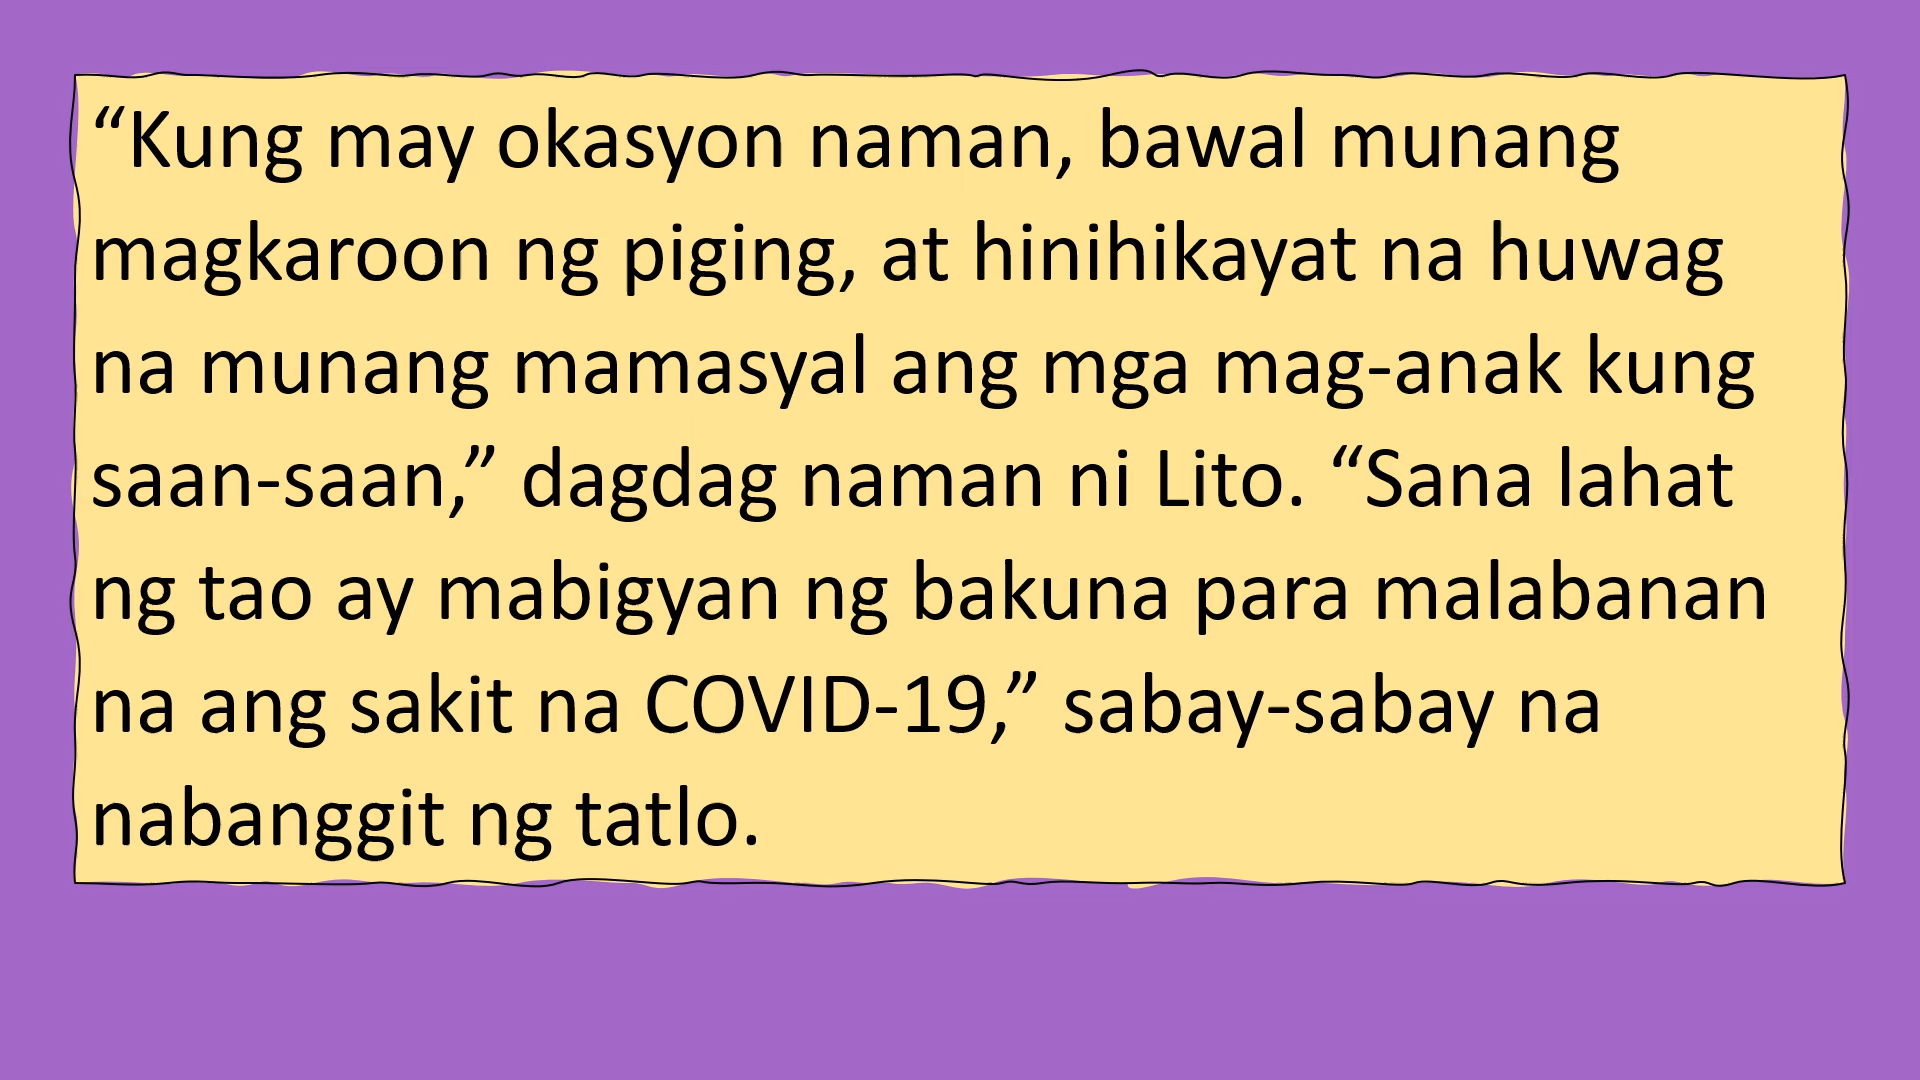 “Kung may okasyon naman, bawal munang
magkaroon ng piging, at hinihikayat na huwag
na munang mamasyal ang mga mag-anak kung
saan-saan,” dagdag naman ni Lito. “Sana lahat
ng tao ay mabigyan ng bakuna para malabanan
na ang sakit na COVID-19,” sabay-sabay na
nabanggit ng tatlo.